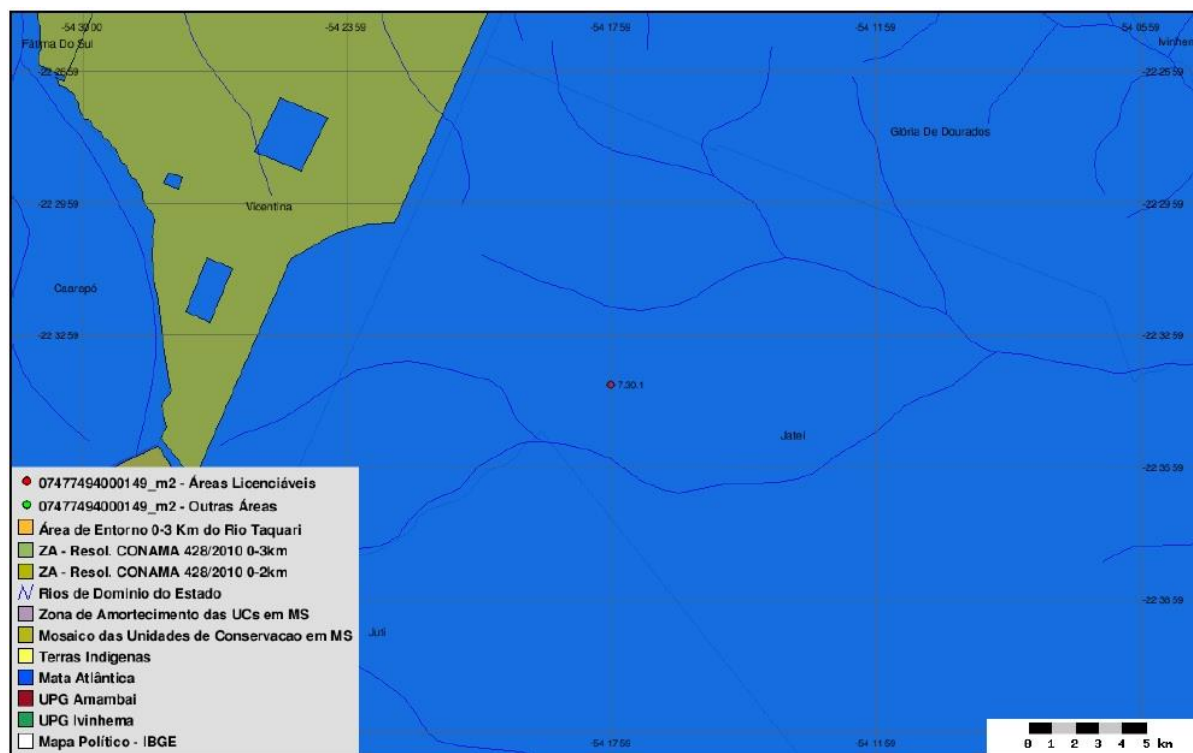 -54 30 00
-54 23 59
-54 17 59
-54 11 59
-54 05 59
Fátima Do Sul
Ivinhem
-22 26 59
-22 26 59
Glória De Dourados
-22 29 59
-22 29 59
Vicentina
Caarapó
-22 32 59
-22 32 59
7.30.1
Jateí
-22 35 59
-22 38 59
Juti
07477494000149_m2 - Áreas Licenciáveis
07477494000149_m2 - Outras Áreas
Área de Entorno 0-3 Km do Rio Taquari
ZA - Resol. CONAMA 428/2010 0-3km
ZA - Resol. CONAMA 428/2010 0-2km
Rios de Dominio do Estado
Zona de Amortecimento das UCs em MS
Mosaico das Unidades de Conservacao em MS
Terras Indigenas
Mata Atlântica
UPG Amambai
UPG Ivinhema
Mapa Político - IBGE
-54 17 59
-54 11 59
0 1 2 3 4 5 km